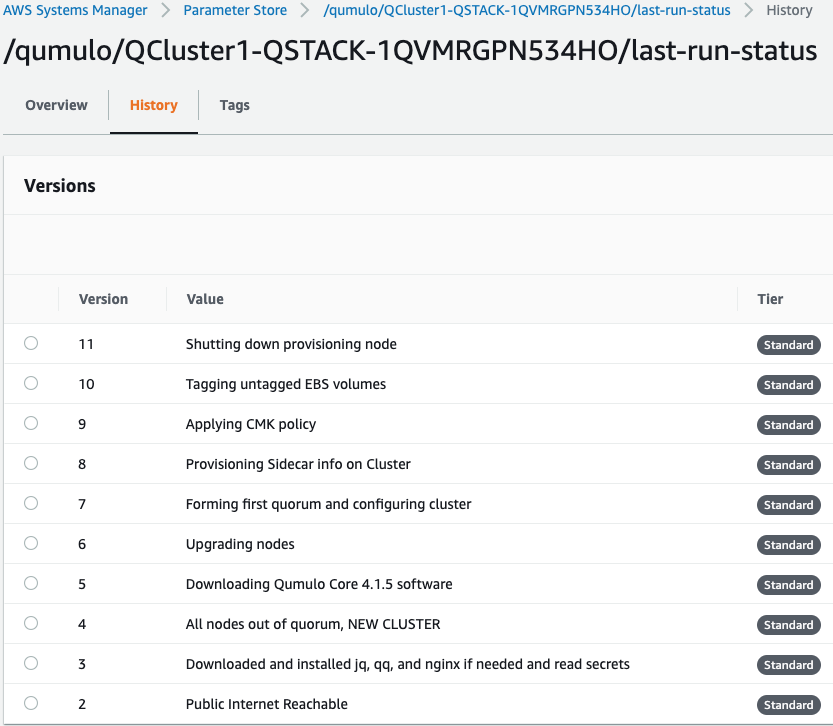 AWS Systems Manager > Parameter Store > /qumulo/QCluster1-QSTACK-1QVMRGPN534HO/last-run-status > History
/qumulo/QCluster1-QSTACK-1QVMRGPN534HO/last-run-status
Overview History Tags
Versions
Version Value Tier
11 Shutting down provisioning node Standard
10 Tagging untagged EBS volumes Standard
9 Applying CMK policy Standard
8 Provisioning Sidecar info on Cluster Standard
7 Forming first quorum and configuring cluster Standard
6 Upgrading nodes Standard
5 Downloading Qumulo Core 4.1.5 software Standard
4 All nodes out of quorum, NEW CLUSTER Standard
3 Downloaded and installed jq, qq, and nginx if needed and read secrets Standard
2 Public Internet Reachable Standard